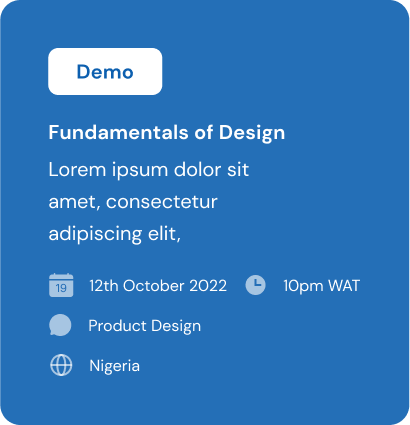 Demo
Fundamentals of Design
Lorem ipsum dolor sit
amet, consectetur
adipiscing elit,
19 12th October 2022 10pm WAT
Product Design
Nigeria